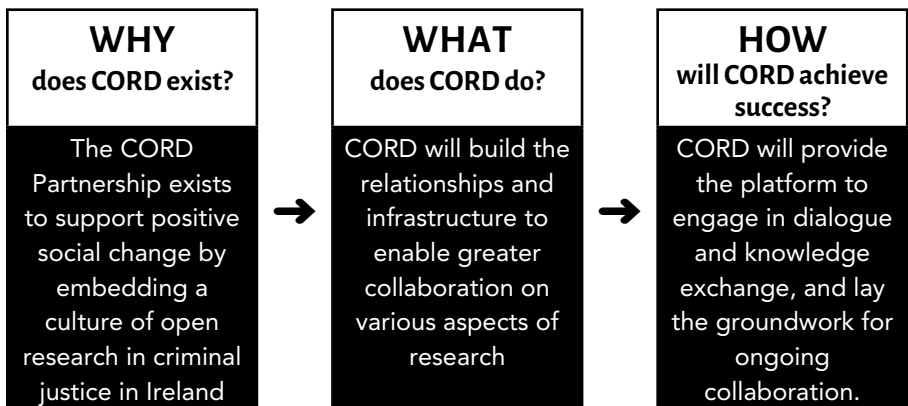 WHY
does CORD exist?
The CORD
Partnership exists
to support positive
social change by
embedding a
culture of open
research in criminal
justice in Ireland
WHAT
does CORD do?
CORD will build the
relationships and
infrastructure to
enable greater
collaboration on
various aspects of
research
HOW
will CORD achieve
success?
CORD will provide
the platform to
engage in dialogue
and knowledge
exchange, and lay
the groundwork for
ongoing
collaboration.